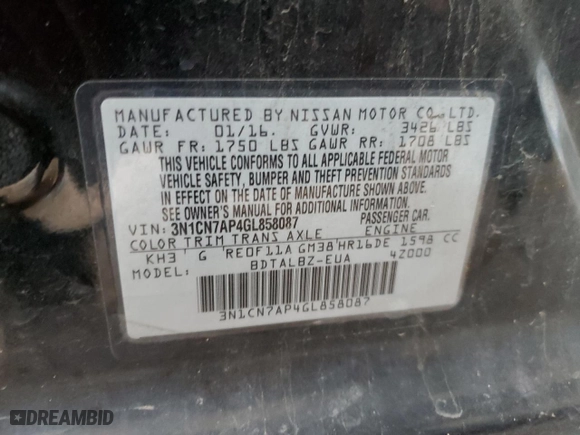 MANUFACTURED BY NISSAN MOTOR CO., LTD.
DATE: 01/16. GVWR: 3426 LBS
GAWR FR: 1750 LBS GAWR RR: 1708 LBS
THIS VEHICLE CONFORMS TO ALL APPLICABLE FEDERAL MOTOR
VEHICLE SAFETY, BUMPER AND THEFT PREVENTION STANDARDS
IN EFFECT ON THE DATE OF MANUFACTURE SHOWN ABOVE.
SEE OWNER'S MANUAL FOR ADDITIONAL INFORMATION.
VIN: 3N1CN7AP4GL858087 PASSENGER CAR.
COLOR TRIM TRANS AXLE ENGINE
KH3 G RE0F11A GM38 HR16DE 1598 CC
MODEL: BDTALBZ-EUA 42000
3N1CN7AP4GL858087
DREAMBID